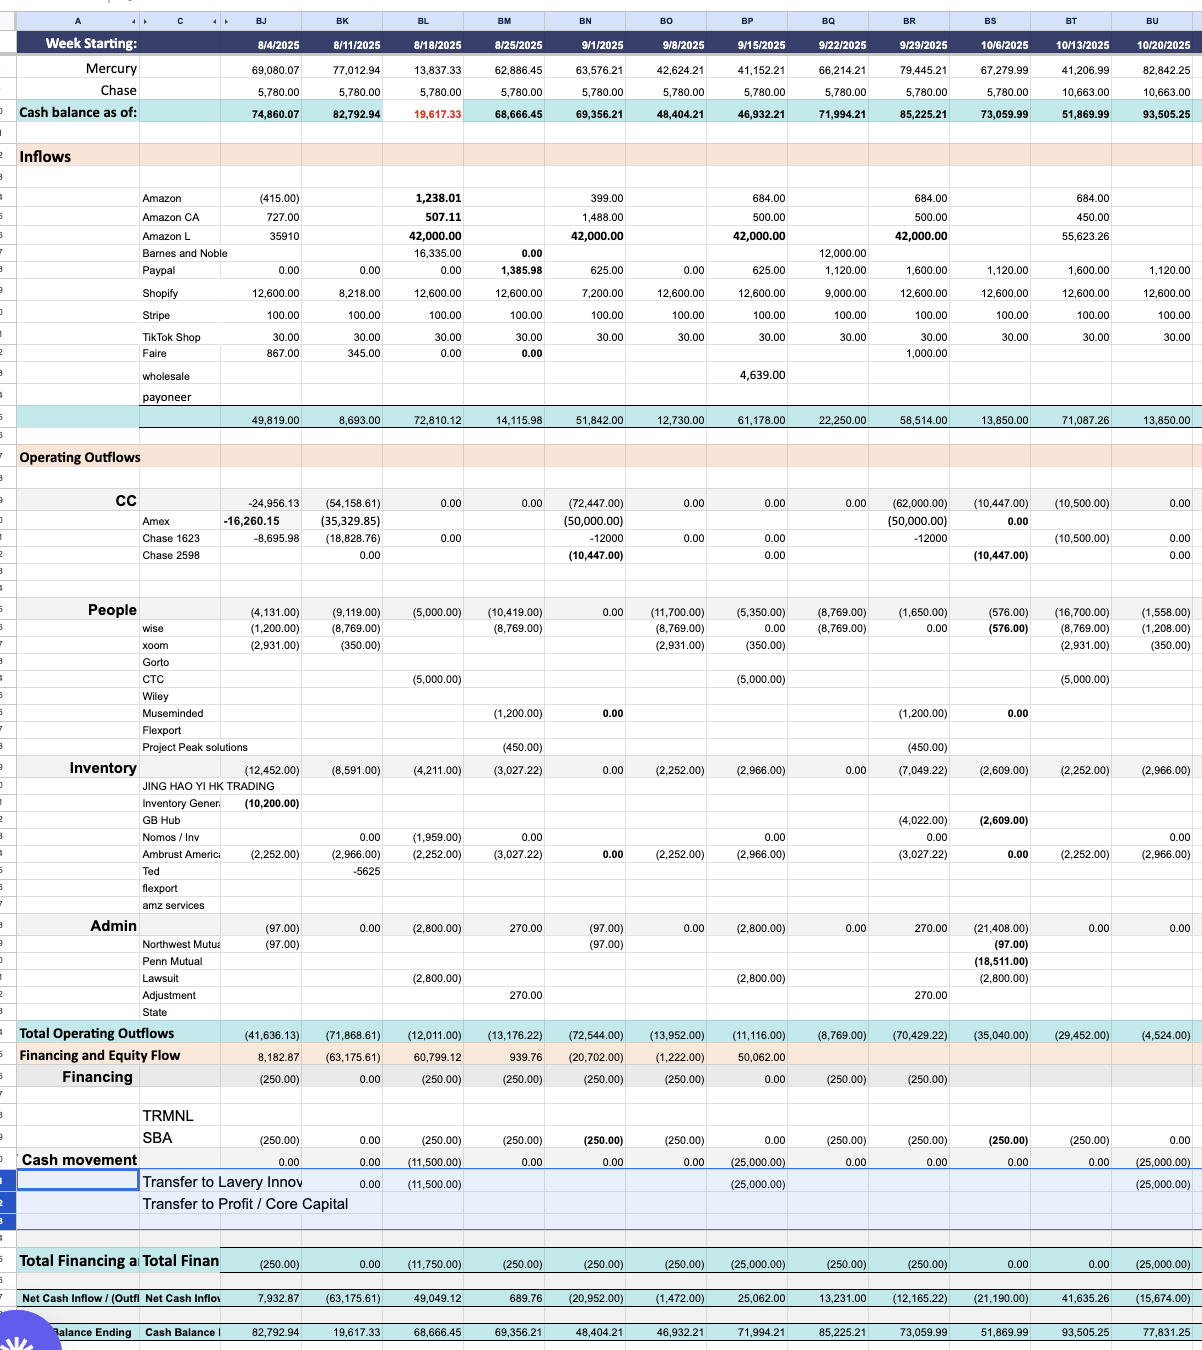 A C BJ BK BL BM BN BO BP BQ BR BS BT BU
Week Starting: 8/4/2025 8/11/2025 8/18/2025 8/25/2025 9/1/2025 9/8/2025 9/15/2025 9/22/2025 9/29/2025 10/6/2025 10/13/2025 10/20/2025
Mercury 69,080.07 77,012.94 13,837.33 62,886.45 63,576.21 42,624.21 41,152.21 66,214.21 79,445.21 67,279.99 41,206.99 82,842.25
Chase 5,780.00 5,780.00 5,780.00 5,780.00 5,780.00 5,780.00 5,780.00 5,780.00 5,780.00 5,780.00 10,663.00 10,663.00
Cash balance as of: 74,860.07 82,792.94 19,617.33 68,666.45 69,356.21 48,404.21 46,932.21 71,994.21 85,225.21 73,059.99 51,869.99 93,505.25
Inflows
Amazon (415.00) 1,238.01 399.00 684.00 684.00 684.00
Amazon CA 727.00 507.11 1,488.00 500.00 500.00 450.00
Amazon L 35910 42,000.00 42,000.00 42,000.00 42,000.00 55,623.26
Barnes and Noble 16,335.00 0.00 12,000.00
Paypal 0.00 0.00 0.00 1,385.98 625.00 0.00 625.00 1,120.00 1,600.00 1,120.00 1,600.00 1,120.00
Shopify 12,600.00 8,218.00 12,600.00 12,600.00 7,200.00 12,600.00 12,600.00 9,000.00 12,600.00 12,600.00 12,600.00 12,600.00
Stripe 100.00 100.00 100.00 100.00 100.00 100.00 100.00 100.00 100.00 100.00 100.00 100.00
TikTok Shop 30.00 30.00 30.00 30.00 30.00 30.00 30.00 30.00 30.00 30.00 30.00 30.00
Faire 867.00 345.00 0.00 0.00 1,000.00
wholesale 4,639.00
payoneer
49,819.00 8,693.00 72,810.12 14,115.98 51,842.00 12,730.00 61,178.00 22,250.00 58,514.00 13,850.00 71,087.26 13,850.00
Operating Outflows
CC -24,956.13 (54,158.61) 0.00 0.00 (72,447.00) 0.00 0.00 0.00 (62,000.00) (10,447.00) (10,500.00) 0.00
Amex -16,260.15 (35,329.85) (50,000.00) (50,000.00) 0.00
Chase 1623 -8,695.98 (18,828.76) 0.00 -12000 0.00 0.00 -12000 (10,500.00) 0.00
Chase 2598 0.00 (10,447.00) 0.00 (10,447.00) 0.00
People (4,131.00) (9,119.00) (5,000.00) (10,419.00) 0.00 (11,700.00) (5,350.00) (8,769.00) (1,650.00) (576.00) (16,700.00) (1,558.00)
wise (1,200.00) (8,769.00) (8,769.00) (8,769.00) 0.00 (8,769.00) 0.00 (576.00) (8,769.00) (1,208.00)
xoom (2,931.00) (350.00) (2,931.00) (350.00) (2,931.00) (350.00)
Gorto
CTC (5,000.00) (5,000.00) (5,000.00)
Wiley
Museminded (1,200.00) 0.00 (1,200.00) 0.00
Flexport
Project Peak solutions (450.00) (450.00)
Inventory (12,452.00) (8,591.00) (4,211.00) (3,027.22) 0.00 (2,252.00) (2,966.00) 0.00 (7,049.22) (2,609.00) (2,252.00) (2,966.00)
JING HAO YI HK TRADING
Inventory Genera (10,200.00)
GB Hub (4,022.00) (2,609.00)
Nomos / Inv 0.00 (1,959.00) 0.00 0.00 0.00 0.00
Ambrust America (2,252.00) (2,966.00) (2,252.00) (3,027.22) 0.00 (2,252.00) (2,966.00) (3,027.22) 0.00 (2,252.00) (2,966.00)
Ted -5625
flexport
amz services
Admin (97.00) 0.00 (2,800.00) 270.00 (97.00) 0.00 (2,800.00) 0.00 270.00 (21,408.00) 0.00 0.00
Northwest Mutua (97.00) (97.00) (97.00)
Penn Mutual (18,511.00)
Lawsuit (2,800.00) (2,800.00) (2,800.00)
Adjustment 270.00 270.00
State
Total Operating Outflows (41,636.13) (71,868.61) (12,011.00) (13,176.22) (72,544.00) (13,952.00) (11,116.00) (8,769.00) (70,429.22) (35,040.00) (29,452.00) (4,524.00)
Financing and Equity Flow 8,182.87 (63,175.61) 60,799.12 939.76 (20,702.00) (1,222.00) 50,062.00
Financing (250.00) 0.00 (250.00) (250.00) (250.00) (250.00) 0.00 (250.00) (250.00)
TRMNL
SBA (250.00) 0.00 (250.00) (250.00) (250.00) (250.00) 0.00 (250.00) (250.00) (250.00) (250.00) 0.00
Cash movement 0.00 0.00 (11,500.00) 0.00 0.00 0.00 (25,000.00) 0.00 0.00 0.00 0.00 (25,000.00)
Transfer to Lavery Innov 0.00 (11,500.00) (25,000.00) (25,000.00)
Transfer to Profit / Core Capital
Total Financing a Total Finan (250.00) 0.00 (11,750.00) (250.00) (250.00) (250.00) (25,000.00) (250.00) (250.00) 0.00 0.00 (25,000.00)
Net Cash Inflow / (Outfl Net Cash Inflov 7,932.87 (63,175.61) 49,049.12 689.76 (20,952.00) (1,472.00) 25,062.00 13,231.00 (12,165.22) (21,190.00) 41,635.26 (15,674.00)
Balance Ending Cash Balance 82,792.94 19,617.33 68,666.45 69,356.21 48,404.21 46,932.21 71,994.21 85,225.21 73,059.99 51,869.99 93,505.25 77,831.25